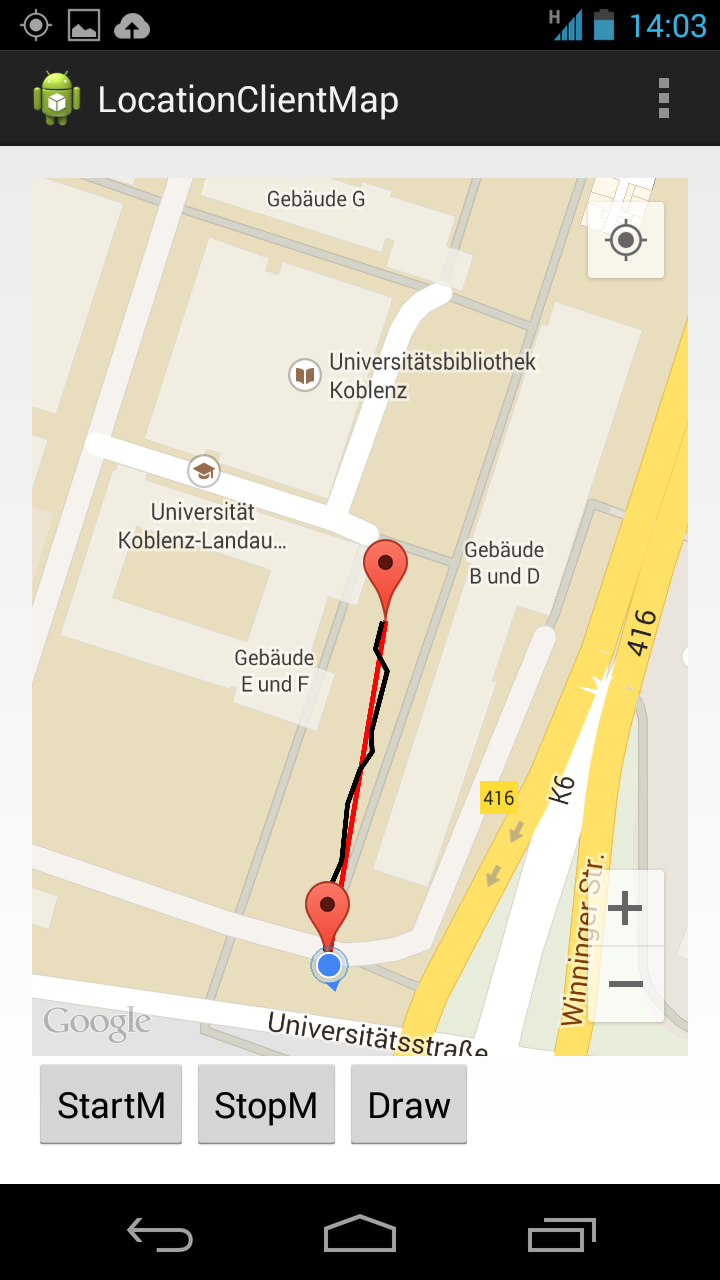 H
14:03
LocationClientMap
Gebäude G
Universitätsbibliothek
Koblenz
Universität
Koblenz-Landau...
Gebäude
B und D
416
Gebäude
E und F
416
K6
Winninger Str.
Google
Universitätsstraße
StartM
StopM
Draw